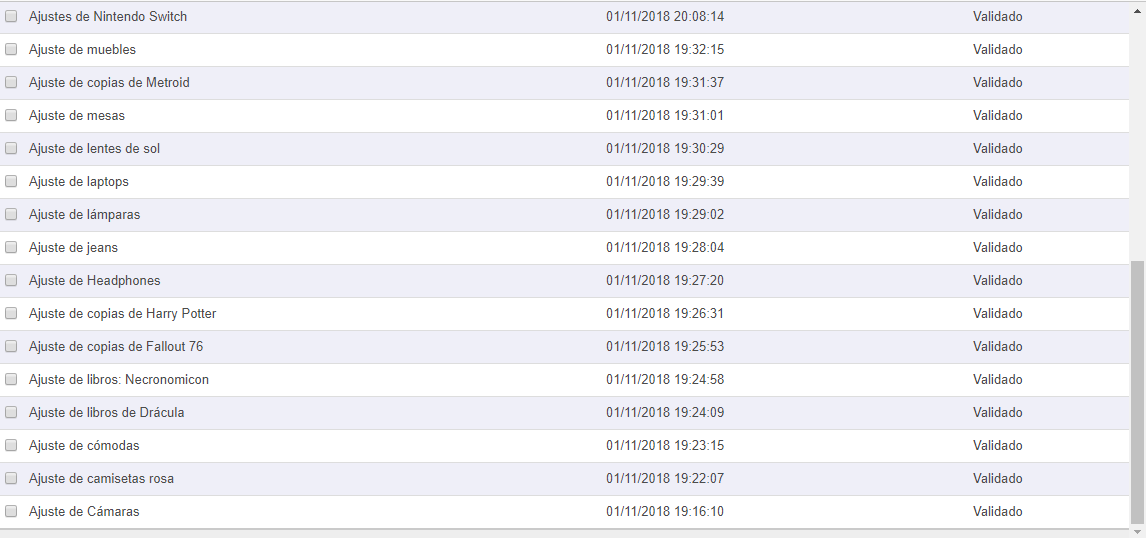 Ajustes de Nintendo Switch 01/11/2018 20:08:14 Validado
Ajuste de muebles 01/11/2018 19:32:15 Validado
Ajuste de copias de Metroid 01/11/2018 19:31:37 Validado
Ajuste de mesas 01/11/2018 19:31:01 Validado
Ajuste de lentes de sol 01/11/2018 19:30:29 Validado
Ajuste de laptops 01/11/2018 19:29:39 Validado
Ajuste de lámparas 01/11/2018 19:29:02 Validado
Ajuste de jeans 01/11/2018 19:28:04 Validado
Ajuste de Headphones 01/11/2018 19:27:20 Validado
Ajuste de copias de Harry Potter 01/11/2018 19:26:31 Validado
Ajuste de copias de Fallout 76 01/11/2018 19:25:53 Validado
Ajuste de libros: Necronomicon 01/11/2018 19:24:58 Validado
Ajuste de libros de Drácula 01/11/2018 19:24:09 Validado
Ajuste de cómodas 01/11/2018 19:23:15 Validado
Ajuste de camisetas rosa 01/11/2018 19:22:07 Validado
Ajuste de Cámaras 01/11/2018 19:16:10 Validado